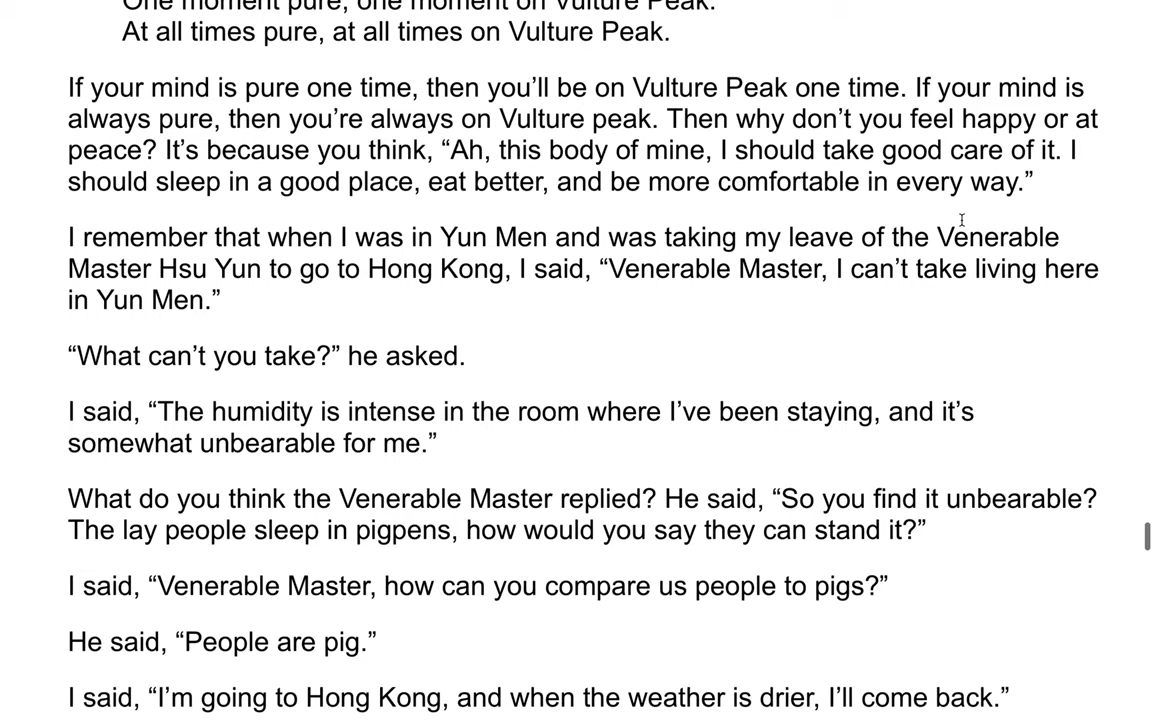 One moment pure, one moment on Vulture Peak.
At all times pure, at all times on Vulture Peak.
If your mind is pure one time, then you’ll be on Vulture Peak one time. If your mind is
always pure, then you’re always on Vulture peak. Then why don’t you feel happy or at
peace? It’s because you think, “Ah, this body of mine, I should take good care of it. I
should sleep in a good place, eat better, and be more comfortable in every way.”
I remember that when I was in Yun Men and was taking my leave of the Venerable
Master Hsu Yun to go to Hong Kong, I said, “Venerable Master, I can’t take living here
in Yun Men.”
“What can’t you take?” he asked.
I said, “The humidity is intense in the room where I’ve been staying, and it’s
somewhat unbearable for me.”
What do you think the Venerable Master replied? He said, “So you find it unbearable?
The lay people sleep in pigpens, how would you say they can stand it?”
I said, “Venerable Master, how can you compare us people to pigs?”
He said, “People are pig.”
I said, “I’m going to Hong Kong, and when the weather is drier, I’ll come back.”